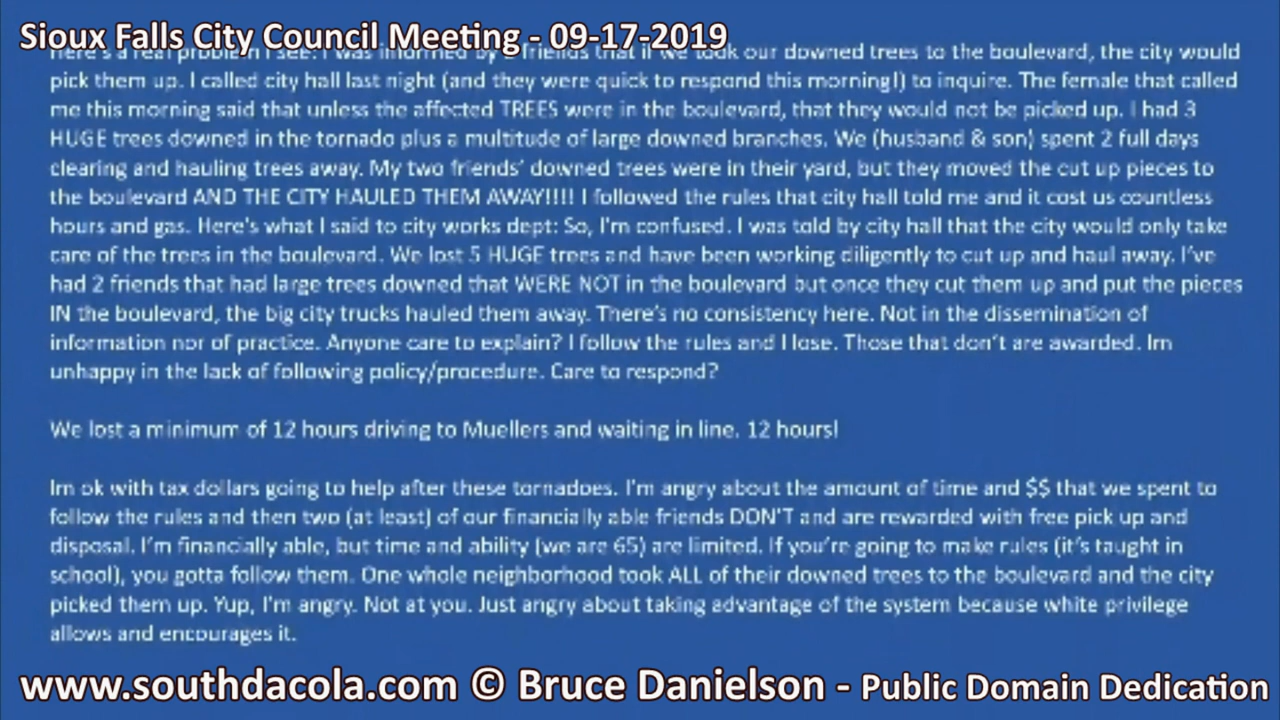 Sioux Falls City Council Meeting - 09-17-2019
Here's a real problem I see. I was informed by 2 friends that if we took our downed trees to the boulevard, the city would
pick them up. I called city hall last night (and they were quick to respond this morning!) to inquire. The female that called
me this morning said that unless the affected TREES were in the boulevard, that they would not be picked up. I had 3
HUGE trees downed in the tornado plus a multitude of large downed branches. We (husband & son) spent 2 full days
clearing and hauling trees away. My two friends' downed trees were in their yard, but they moved the cut up pieces to
the boulevard AND THE CITY HAULED THEM AWAY!!!! I followed the rules that city hall told me and it cost us countless
hours and gas. Here's what I said to city works dept: So, I'm confused. I was told by city hall that the city would only take
care of the trees in the boulevard. We lost 5 HUGE trees and have been working diligently to cut up and haul away. I've
had 2 friends that had large trees downed that WERE NOT in the boulevard but once they cut them up and put the pieces
IN the boulevard, the big city trucks hauled them away. There's no consistency here. Not in the dissemination of
information nor of practice. Anyone care to explain? I follow the rules and I lose. Those that don't are awarded. Im
unhappy in the lack of following policy/procedure. Care to respond?
We lost a minimum of 12 hours driving to Muellers and waiting in line. 12 hours!
Im ok with tax dollars going to help after these tornadoes. I'm angry about the amount of time and $$ that we spent to
follow the rules and then two (at least) of our financially able friends DON'T and are rewarded with free pick up and
disposal. I'm financially able, but time and ability (we are 65) are limited. If you're going to make rules (it's taught in
school), you gotta follow them. One whole neighborhood took ALL of their downed trees to the boulevard and the city
picked them up. Yup, I'm angry. Not at you. Just angry about taking advantage of the system because white privilege
allows and encourages it.
www.southdacola.com © Bruce Danielson - Public Domain Dedication